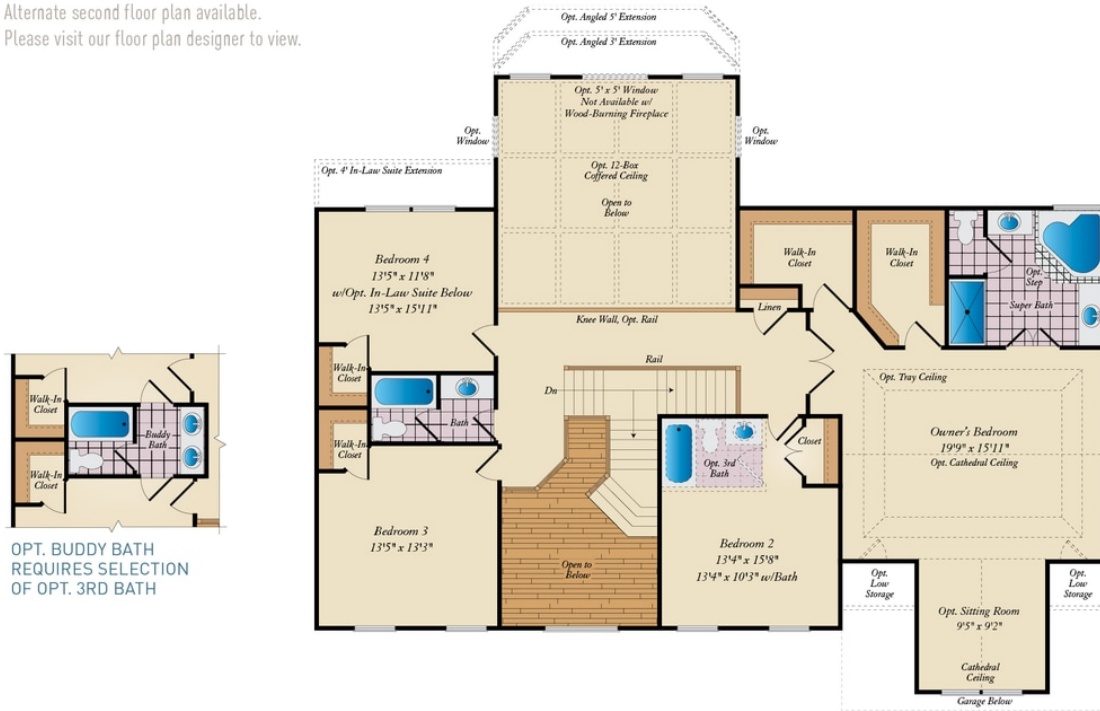 Alternate second floor plan available.
Please visit our floor plan designer to view.
Opt. Angled 5' Extension
Opt. Angled 3' Extension
Opt. 5' x 5' Window
Not Available w/
Wood-Burning Fireplace
Opt.
Window
Opt.
Window
Opt. 12-Box
Coffered Ceiling
Open to
Below
Opt. 4' In-Law Suite Extension
Bedroom 4
13'5" x 11'8"
w/Opt. In-Law Suite Below
13'5" x 15'11"
Walk-In
Closet
Walk-In
Closet
Opt.
Step
Super Bath
Linen
Knee Wall, Opt. Rail
Rail
Dn
Walk-In
Closet
Bath
Walk-In
Closet
Opt. 3rd
Bath
Closet
Opt. Tray Ceiling
Owner's Bedroom
19'9" x 15'11"
Opt. Cathedral Ceiling
Walk-In
Closet
Buddy
Bath
Walk-In
Closet
OPT. BUDDY BATH
REQUIRES SELECTION
OF OPT. 3RD BATH
Bedroom 3
13'5" x 13'3"
Open to
Below
Bedroom 2
13'4" x 15'8"
13'4" x 10'3" w/Bath
Opt.
Low
Storage
Opt.
Low
Storage
Opt. Sitting Room
9'5" x 9'2"
Cathedral
Ceiling
Garage Below